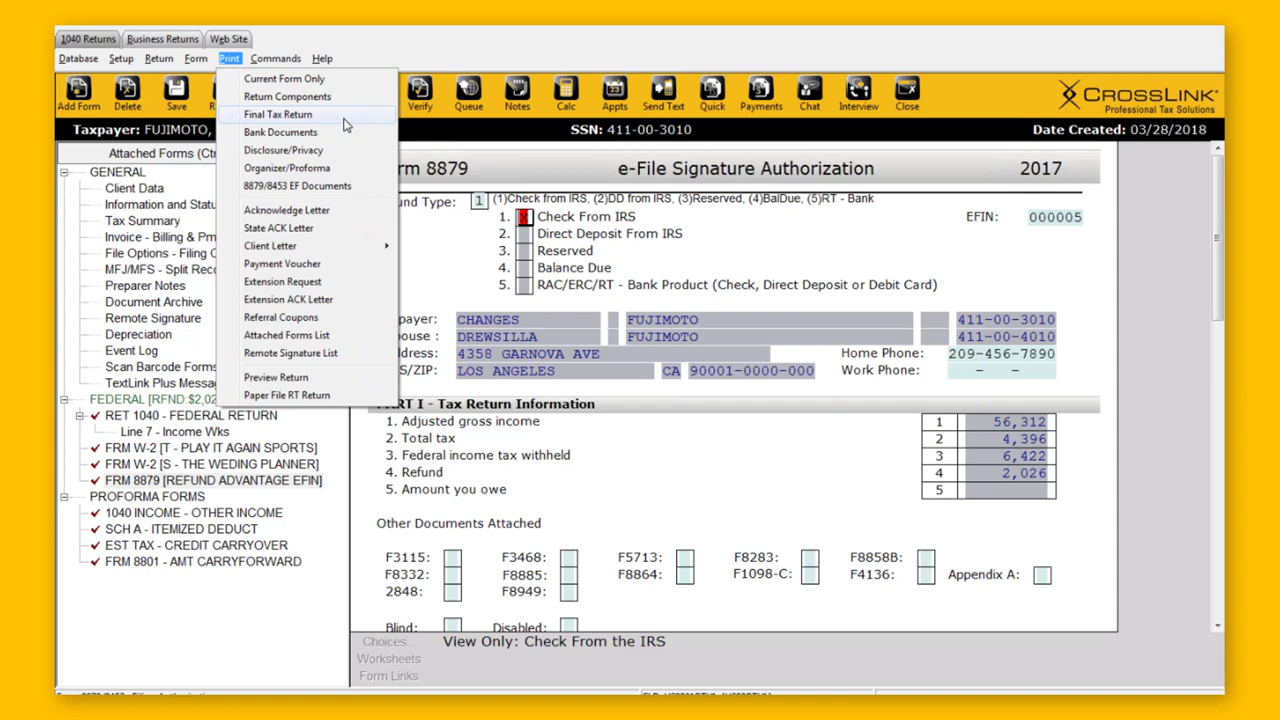 1040 Returns Business Returns Web Site
Database Setup Return Form Print Commands Help
Add Form Delete Save Verify Queue Notes Calc Appts Send Text Quick Payments Chat Interview Close
CROSSLINK
Professional Tax Solutions
Taxpayer: FUJIMOTO, SSN: 411-00-3010 Date Created: 03/28/2018
Current Form Only
Return Components
Final Tax Return
Bank Documents
Disclosure/Privacy
Organizer/Proforma
8879/8453 EF Documents
Acknowledge Letter
State ACK Letter
Client Letter
Payment Voucher
Extension Request
Extension ACK Letter
Referral Coupons
Attached Forms List
Remote Signature List
Preview Return
Paper File RT Return
Attached Forms
GENERAL
Client Data
Information and
Tax Summary
Invoice - Billing &
File Options - Filing
MFJ/MFS - Split
Preparer Notes
Document Archive
Remote Signature
Depreciation
Event Log
Scan Barcode
TextLink Plus
FEDERAL [RFND:$2,02
RET 1040 - FEDERAL RETURN
Line 7 - Income Wks
FRM W-2 [T - PLAY IT AGAIN SPORTS]
FRM W-2 [S - THE WEDING PLANNER]
FRM 8879 [REFUND ADVANTAGE EFIN]
PROFORMA FORMS
1040 INCOME - OTHER INCOME
SCH A - ITEMIZED DEDUCT
EST TAX - CREDIT CARRYOVER
FRM 8801 - AMT CARRYFORWARD
rm 8879 e-File Signature Authorization 2017
und Type: 1 (1)Check from IRS, (2)DD from IRS, (3)Reserved, (4)BalDue, (5)RT - Bank
1. X Check From IRS EFIN: 000005
2. Direct Deposit From IRS
3. Reserved
4. Balance Due
5. RAC/ERC/RT - Bank Product (Check, Direct Deposit or Debit Card)
payer: CHANGES FUJIMOTO 411-00-3010
ouse : DREWSILLA FUJIMOTO 411-00-4010
dress: 4358 GARNOVA AVE Home Phone: 209-456-7890
S/ZIP: LOS ANGELES CA 90001-0000-000 Work Phone: - -
PART I - Tax Return Information
1. Adjusted gross income 1 56,312
2. Total tax 2 4,396
3. Federal income tax withheld 3 6,422
4. Refund 4 2,026
5. Amount you owe 5
Other Documents Attached
F3115: F3468: F5713: F8283: F8858B:
F8332: F8885: F8864: F1098-C: F4136: Appendix A:
2848: F8949:
Blind: Disabled:
Choices... View Only: Check From the IRS
Worksheets
Form Links